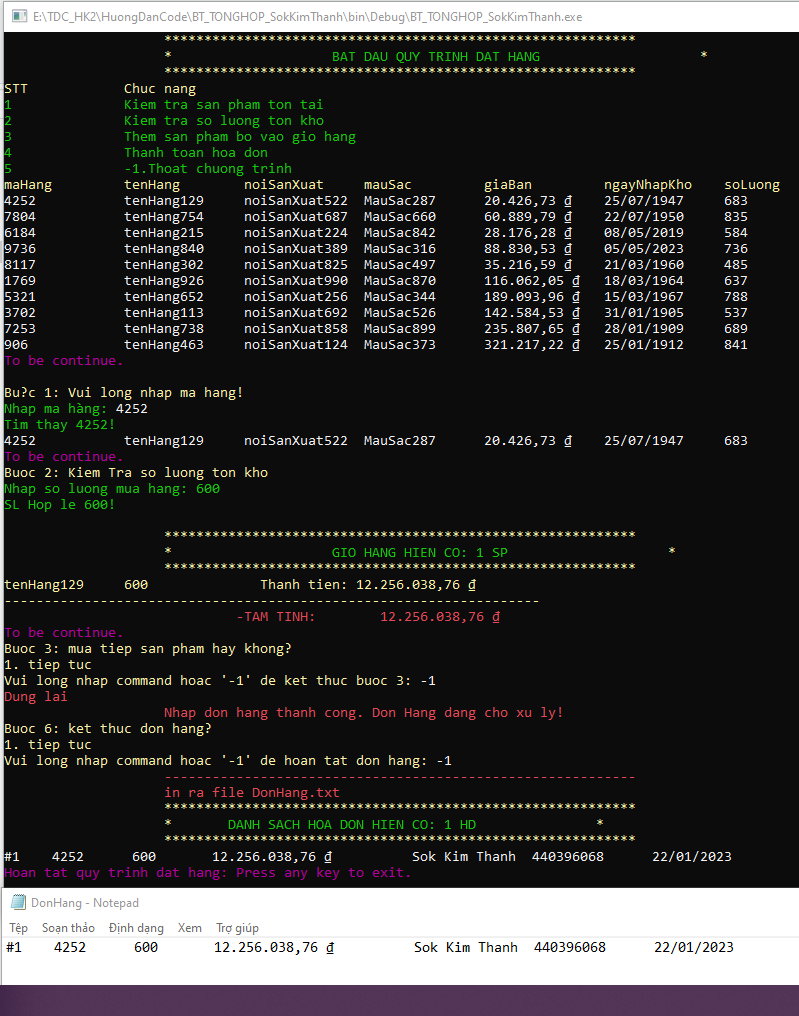 E:\TDC_HK2\HuongDanCode\BT_TONGHOP_SokKimThanh\bin\Debug\BT_TONGHOP_SokKimThanh.exe
***********************************************************
* BAT DAU QUY TRINH DAT HANG *
***********************************************************
STT Chuc nang
1 Kiem tra san pham ton tai
2 Kiem tra so luong ton kho
3 Them san pham bo vao gio hang
4 Thanh toan hoa don
5 -1.Thoat chuong trinh
maHang tenHang noiSanXuat mauSac giaBan ngayNhapKho soLuong
4252 tenHang129 noiSanXuat522 MauSac287 20.426,73 ₫ 25/07/1947 683
7804 tenHang754 noiSanXuat687 MauSac660 60.889,79 ₫ 22/07/1950 835
6184 tenHang215 noiSanXuat224 MauSac842 28.176,28 ₫ 08/05/2019 584
9736 tenHang840 noiSanXuat389 MauSac316 88.830,53 ₫ 05/05/2023 736
8117 tenHang302 noiSanXuat825 MauSac497 35.216,59 ₫ 21/03/1960 485
1769 tenHang926 noiSanXuat990 MauSac870 116.062,05 ₫ 18/03/1964 637
5321 tenHang652 noiSanXuat256 MauSac344 189.093,96 ₫ 15/03/1967 788
3702 tenHang113 noiSanXuat692 MauSac526 142.584,53 ₫ 31/01/1905 537
7253 tenHang738 noiSanXuat858 MauSac899 235.807,65 ₫ 28/01/1909 689
906 tenHang463 noiSanXuat124 MauSac373 321.217,22 ₫ 25/01/1912 841
To be continue.
Bu?c 1: Vui long nhap ma hang!
Nhap ma hàng: 4252
Tim thay 4252!
4252 tenHang129 noiSanXuat522 MauSac287 20.426,73 ₫ 25/07/1947 683
To be continue.
Buoc 2: Kiem Tra so luong ton kho
Nhap so luong mua hang: 600
SL Hop le 600!
***********************************************************
* GIO HANG HIEN CO: 1 SP *
***********************************************************
tenHang129 600 Thanh tien: 12.256.038,76 ₫
-------------------------------------------------------------------
-TAM TINH: 12.256.038,76 ₫
To be continue.
Buoc 3: mua tiep san pham hay khong?
1. tiep tuc
Vui long nhap command hoac '-1' de ket thuc buoc 3: -1
Dung lai
Nhap don hang thanh cong. Don Hang dang cho xu ly!
Buoc 6: ket thuc don hang?
1. tiep tuc
Vui long nhap command hoac '-1' de hoan tat don hang: -1
-----------------------------------------------------------
in ra file DonHang.txt
***********************************************************
* DANH SACH HOA DON HIEN CO: 1 HD *
***********************************************************
#1 4252 600 12.256.038,76 ₫ Sok Kim Thanh 440396068 22/01/2023
Hoan tat quy trinh dat hang: Press any key to exit.
DonHang - Notepad
Tệp Soạn thảo Định dạng Xem Trợ giúp
#1 4252 600 12.256.038,76 ₫ Sok Kim Thanh 440396068 22/01/2023